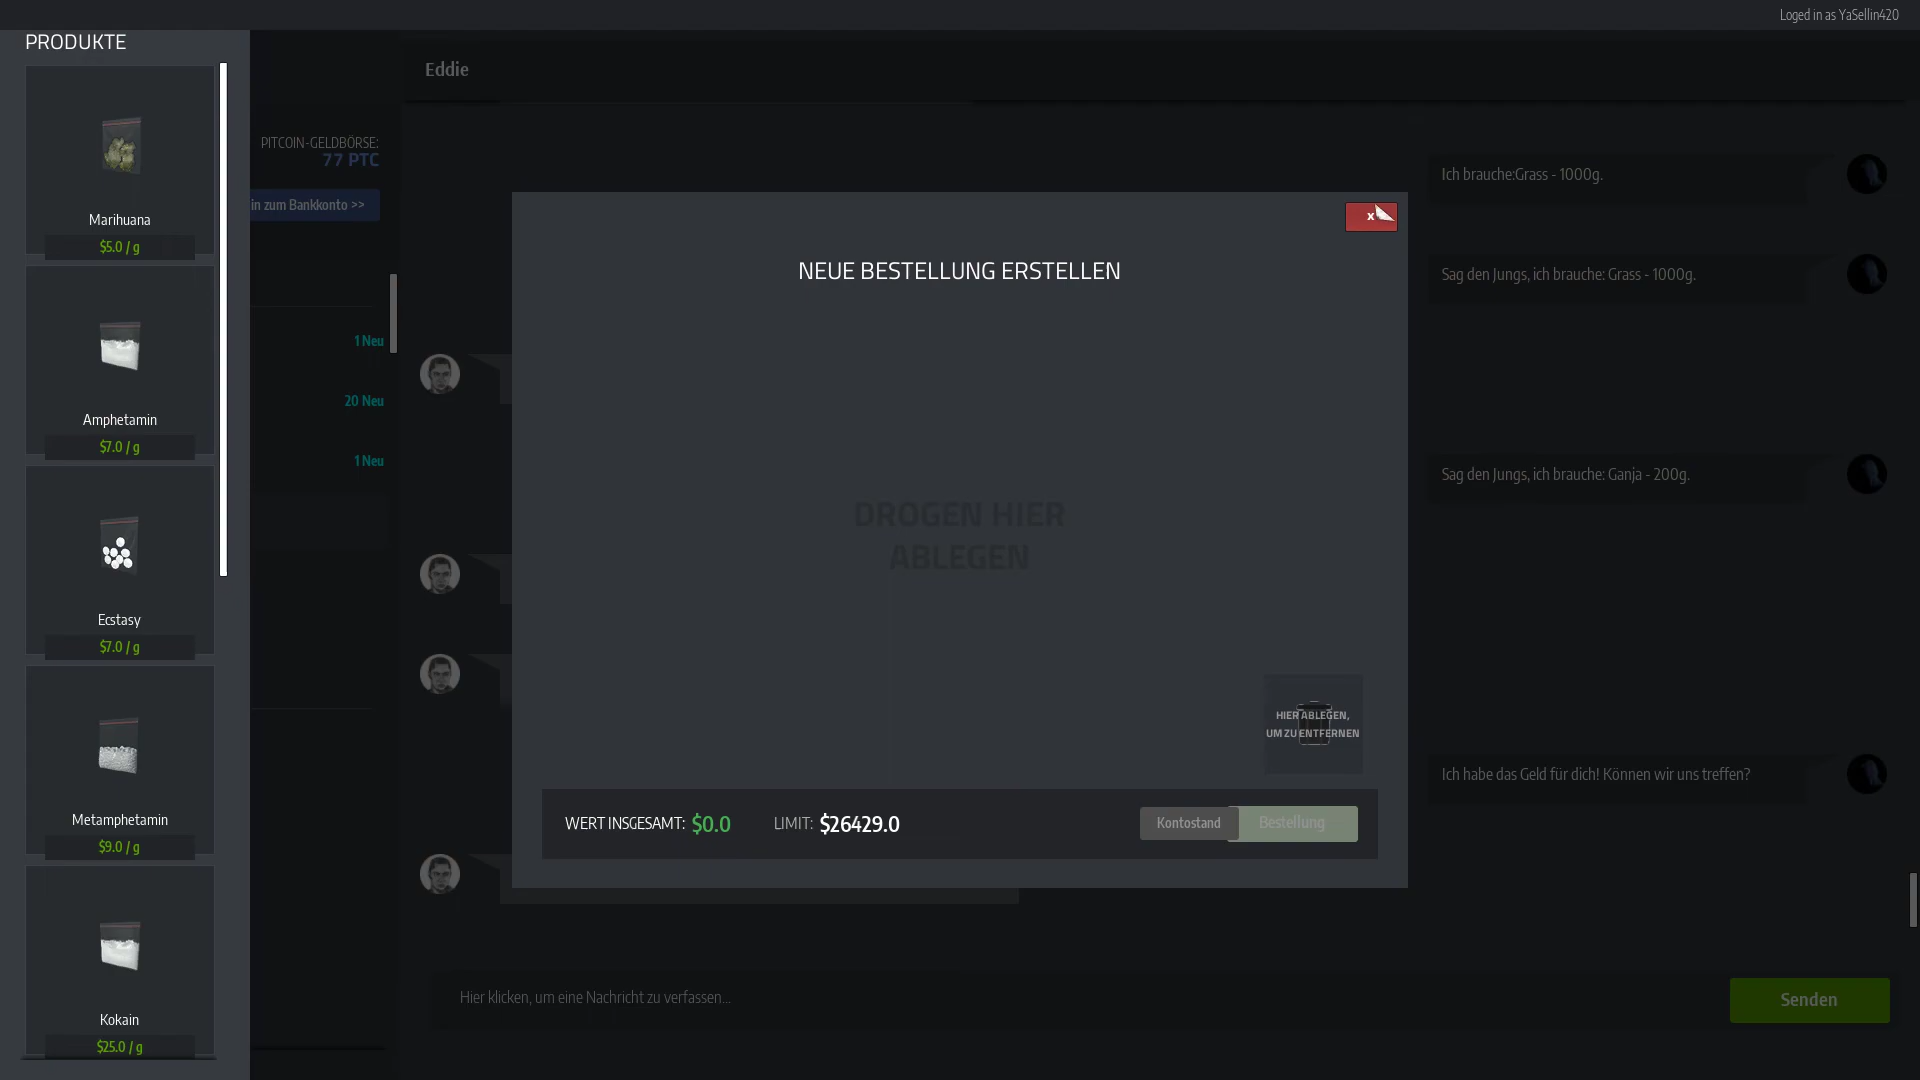 Loged in as YaSellin420
PRODUKTE
Marihuana
$5.0 / g
Amphetamin
$7.0 / g
Ecstasy
$7.0 / g
Metamphetamin
$9.0 / g
Kokain
$25.0 / g
PITCOIN-GELDBÖRSE:
77 PTC
in zum Bankkonto >>
1 Neu
20 Neu
1 Neu
Eddie
Ich brauche:Grass - 1000g.
Sag den Jungs, ich brauche: Grass - 1000g.
Sag den Jungs, ich brauche: Ganja - 200g.
Ich habe das Geld für dich! Können wir uns treffen?
x
NEUE BESTELLUNG ERSTELLEN
DROGEN HIER
ABLEGEN
HIER ABLEGEN,
UM ZU ENTFERNEN
WERT INSGESAMT: $0.0 LIMIT: $26429.0
Kontostand
Bestellung
Hier klicken, um eine Nachricht zu verfassen...
Senden